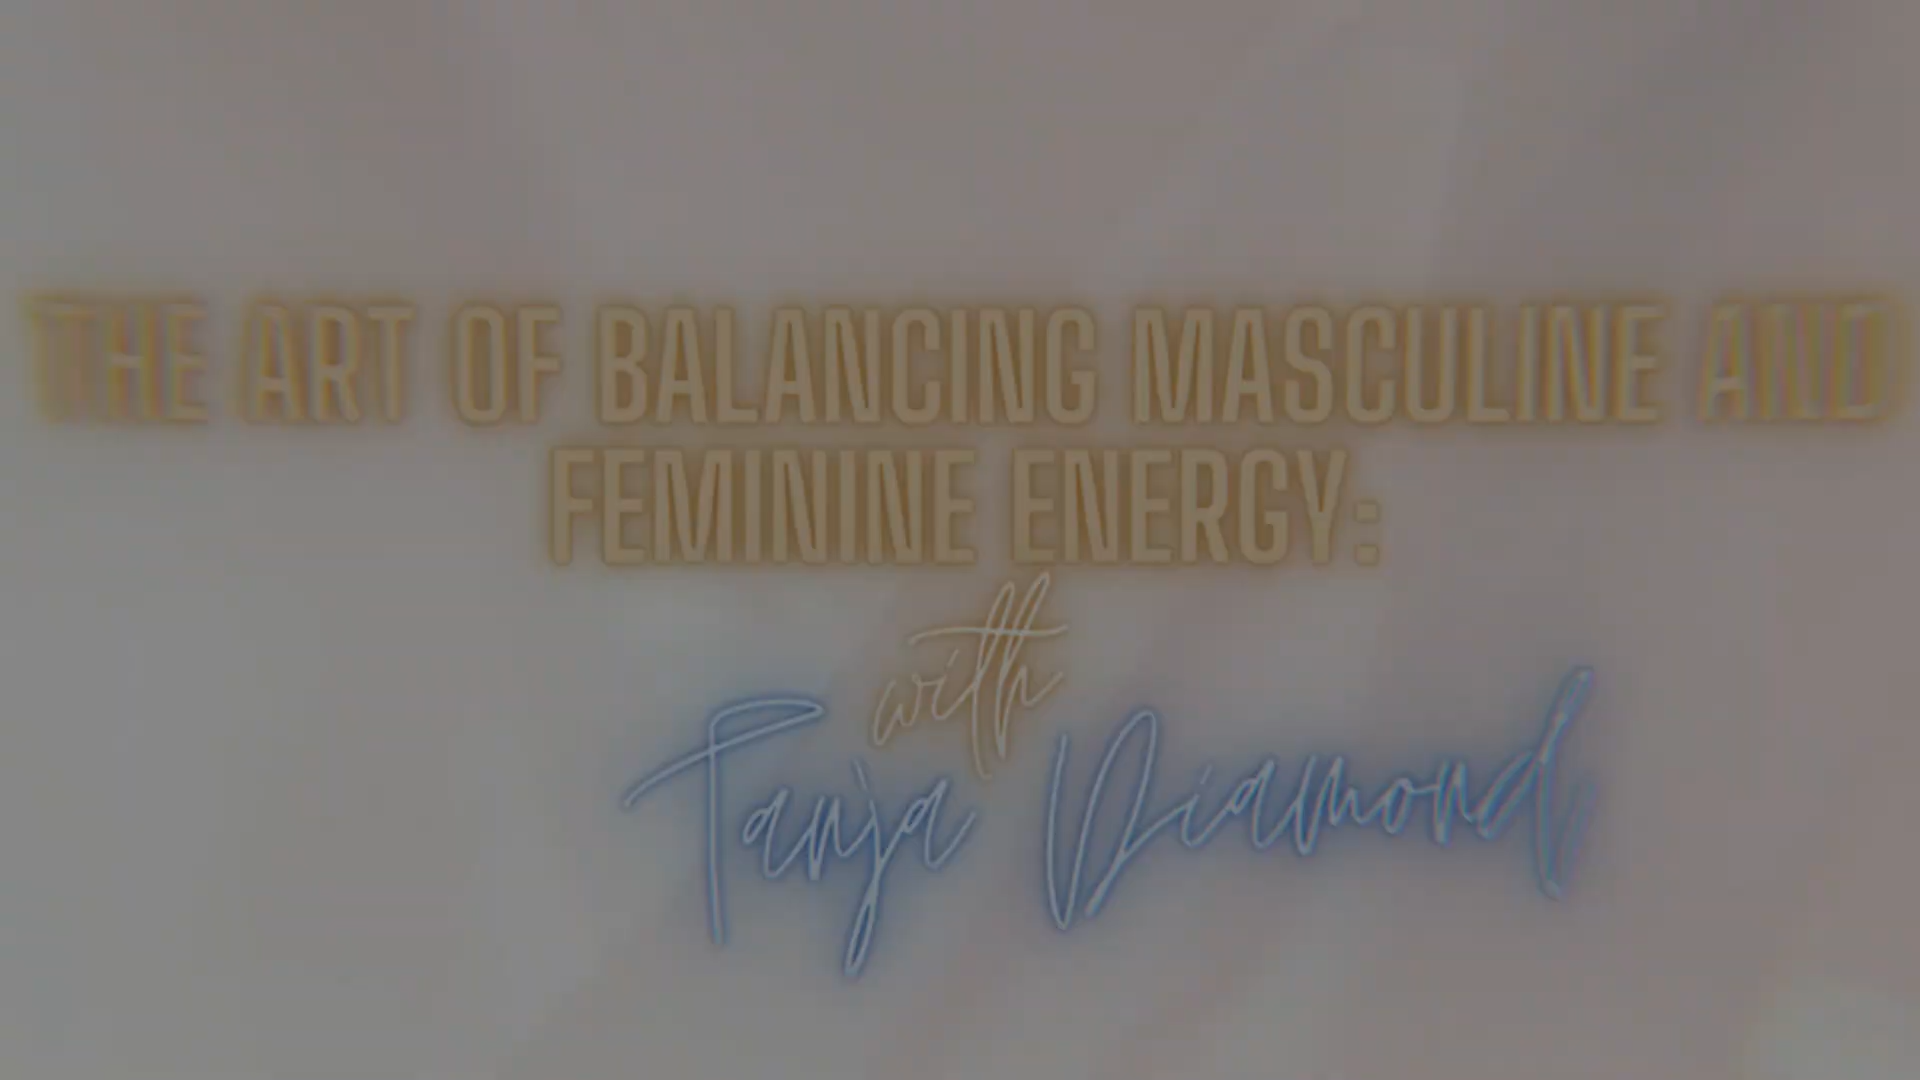 THE ART OF BALANCING MASCULINE AND
FEMININE ENERGY:
with
Tanja Diamond